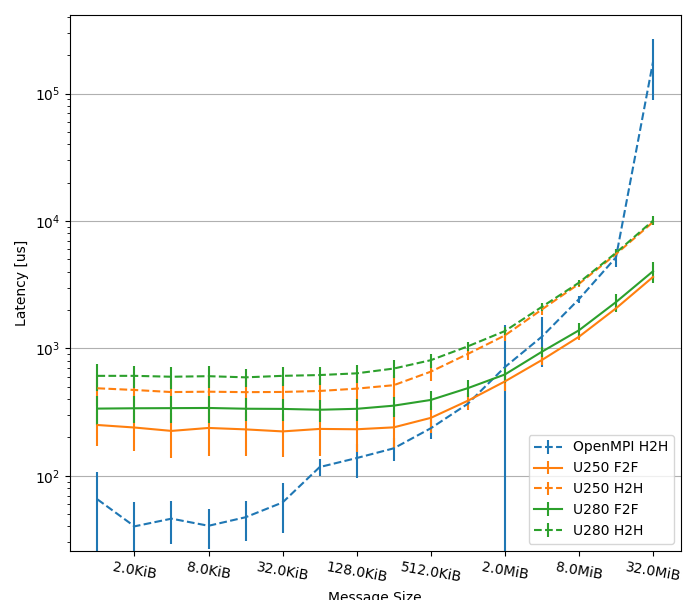 10⁵
10⁴
10³
10²
Latency [us]
2.0KiB 8.0KiB 32.0KiB 128.0KiB 512.0KiB 2.0MiB 8.0MiB 32.0MiB
Message Size
OpenMPI H2H
U250 F2F
U250 H2H
U280 F2F
U280 H2H